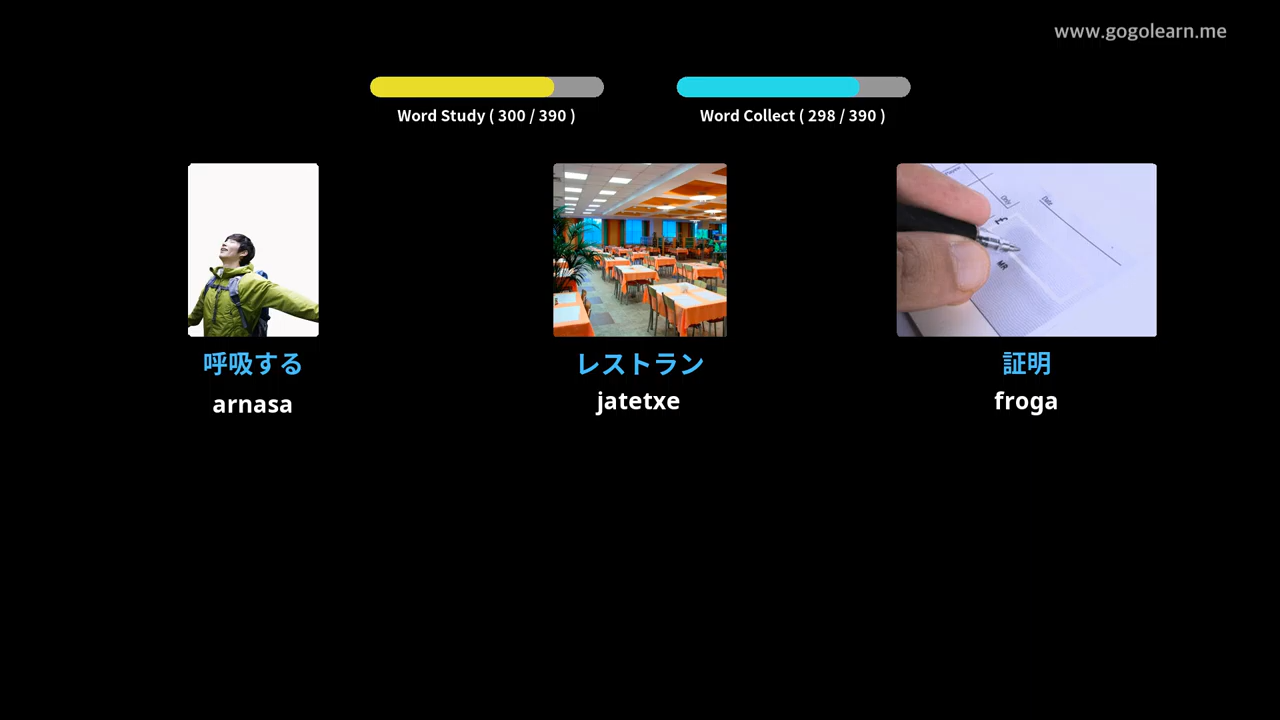 www.gogolearn.me
Word Study ( 300 / 390 )
Word Collect ( 298 / 390 )
呼吸する
レストラン
証明
arnasa
jatetxe
froga